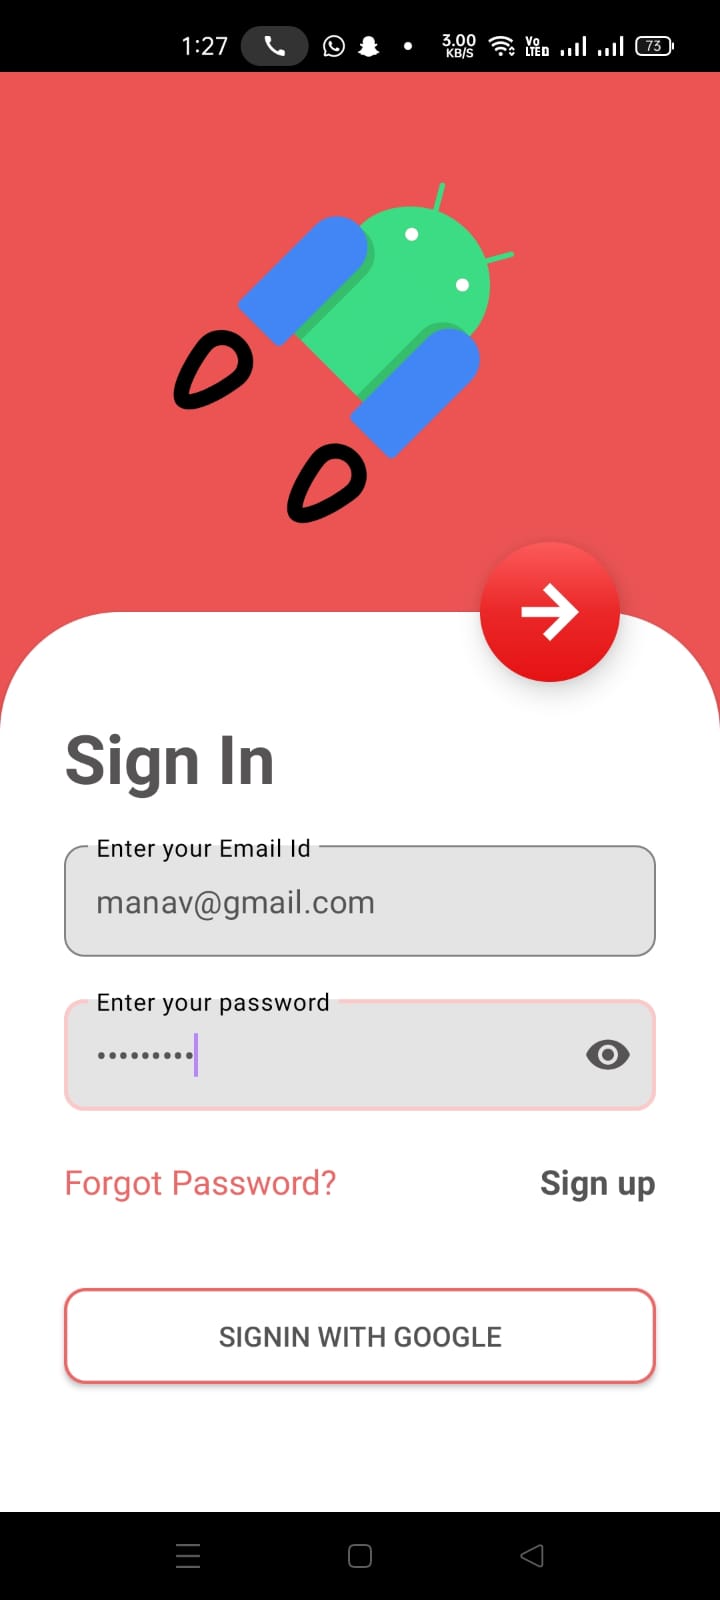 1:27 3.00 KB/S Vo LTED 73
Sign In
Enter your Email Id
manav@gmail.com
Enter your password
•••••••••
Forgot Password? Sign up
SIGNIN WITH GOOGLE